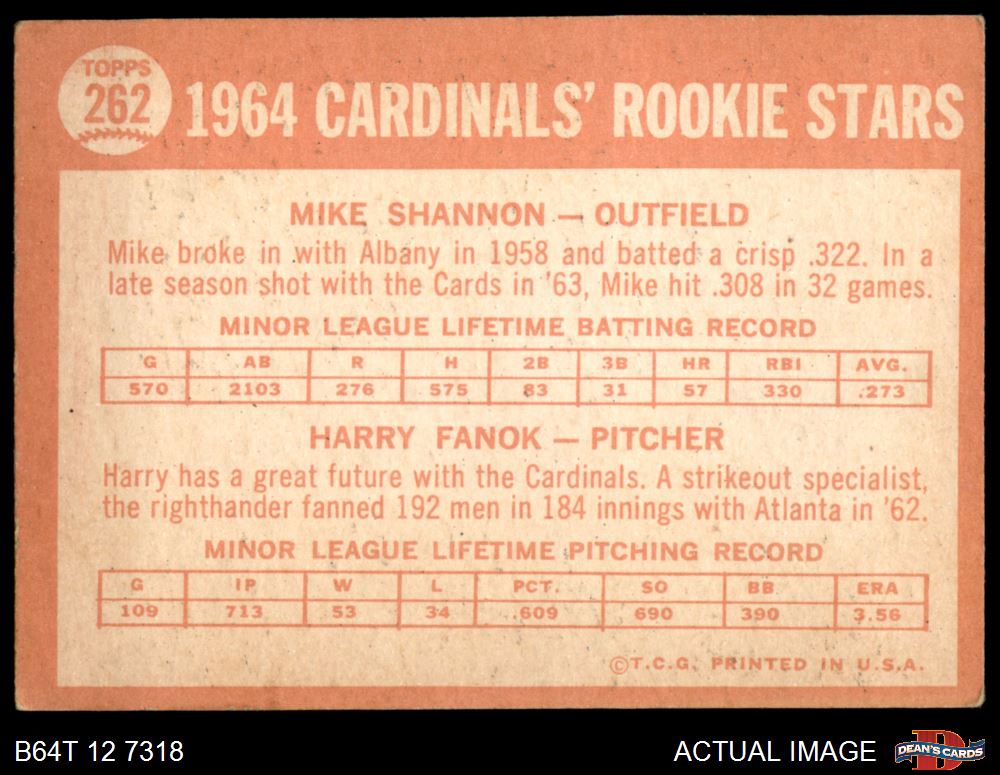 TOPPS
262
1964 CARDINALS' ROOKIE STARS
MIKE SHANNON — OUTFIELD
Mike broke in with Albany in 1958 and batted a crisp .322. In a
late season shot with the Cards in '63, Mike hit .308 in 32 games.
MINOR LEAGUE LIFETIME BATTING RECORD
G AB R H 2B 3B HR RBI AVG.
570 2103 276 575 83 31 57 330 .273
HARRY FANOK — PITCHER
Harry has a great future with the Cardinals. A strikeout specialist,
the righthander fanned 192 men in 184 innings with Atlanta in '62.
MINOR LEAGUE LIFETIME PITCHING RECORD
G IP W L PCT. SO BB ERA
109 713 53 34 .609 690 390 3.56
©T.C.G. PRINTED IN U.S.A.
B64T 12 7318
ACTUAL IMAGE
DEAN'S CARDS